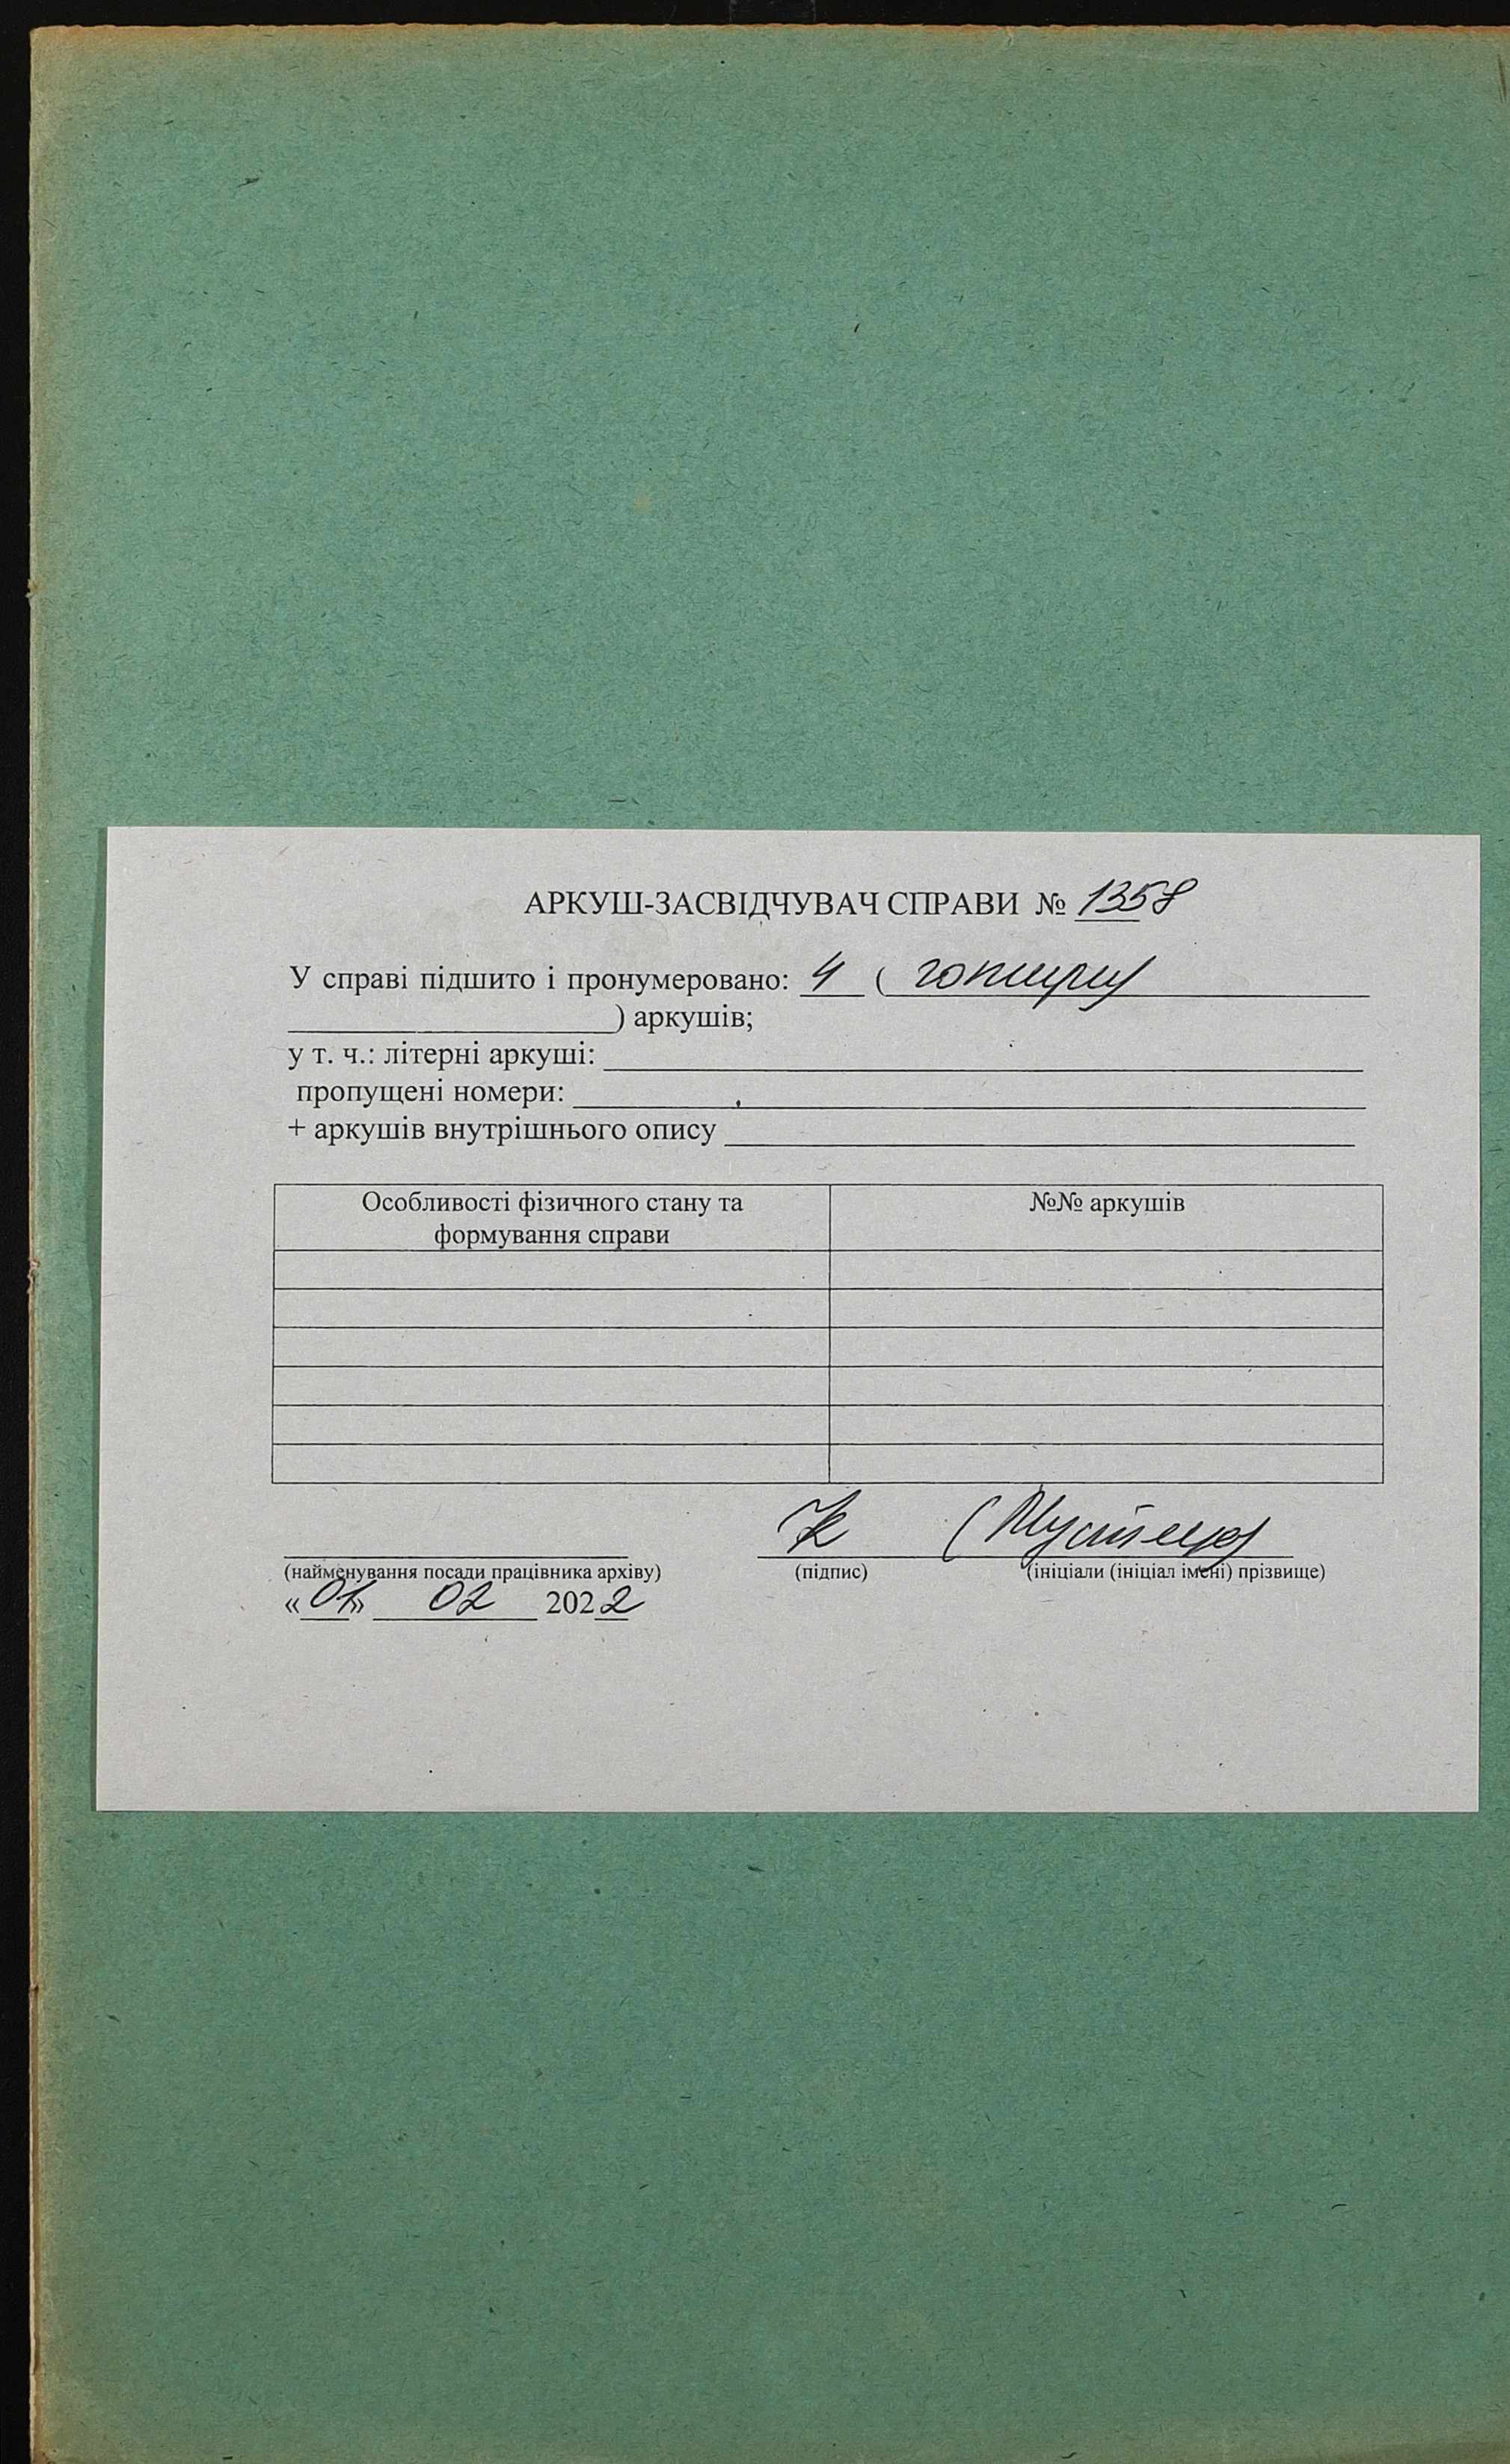 АРКУШ-ЗАСВІДЧУВАЧ СПРАВИ № 1358
У справі підшито і пронумеровано: 4 ( чотири
) аркушів;
у т. ч.: літерні аркуші:
пропущені номери:
+ аркушів внутрішнього опису
Особливості фізичного стану та
формування справи
№№ аркушів
(найменування посади працівника архіву)
(підпис)
(ініціали (ініціал імені) прізвище)
«01» 02 2022